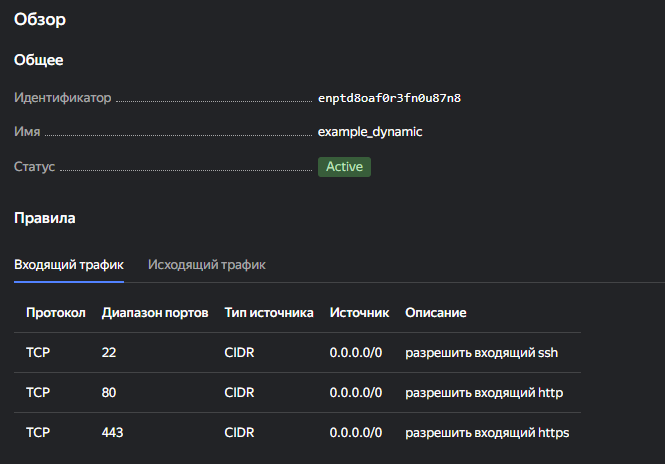 Обзор
Общее
Идентификатор enptd8oaf0r3fn0u87n8
Имя example_dynamic
Статус Active
Правила
Входящий трафик Исходящий трафик
Протокол Диапазон портов Тип источника Источник Описание
TCP 22 CIDR 0.0.0.0/0 разрешить входящий ssh
TCP 80 CIDR 0.0.0.0/0 разрешить входящий http
TCP 443 CIDR 0.0.0.0/0 разрешить входящий https